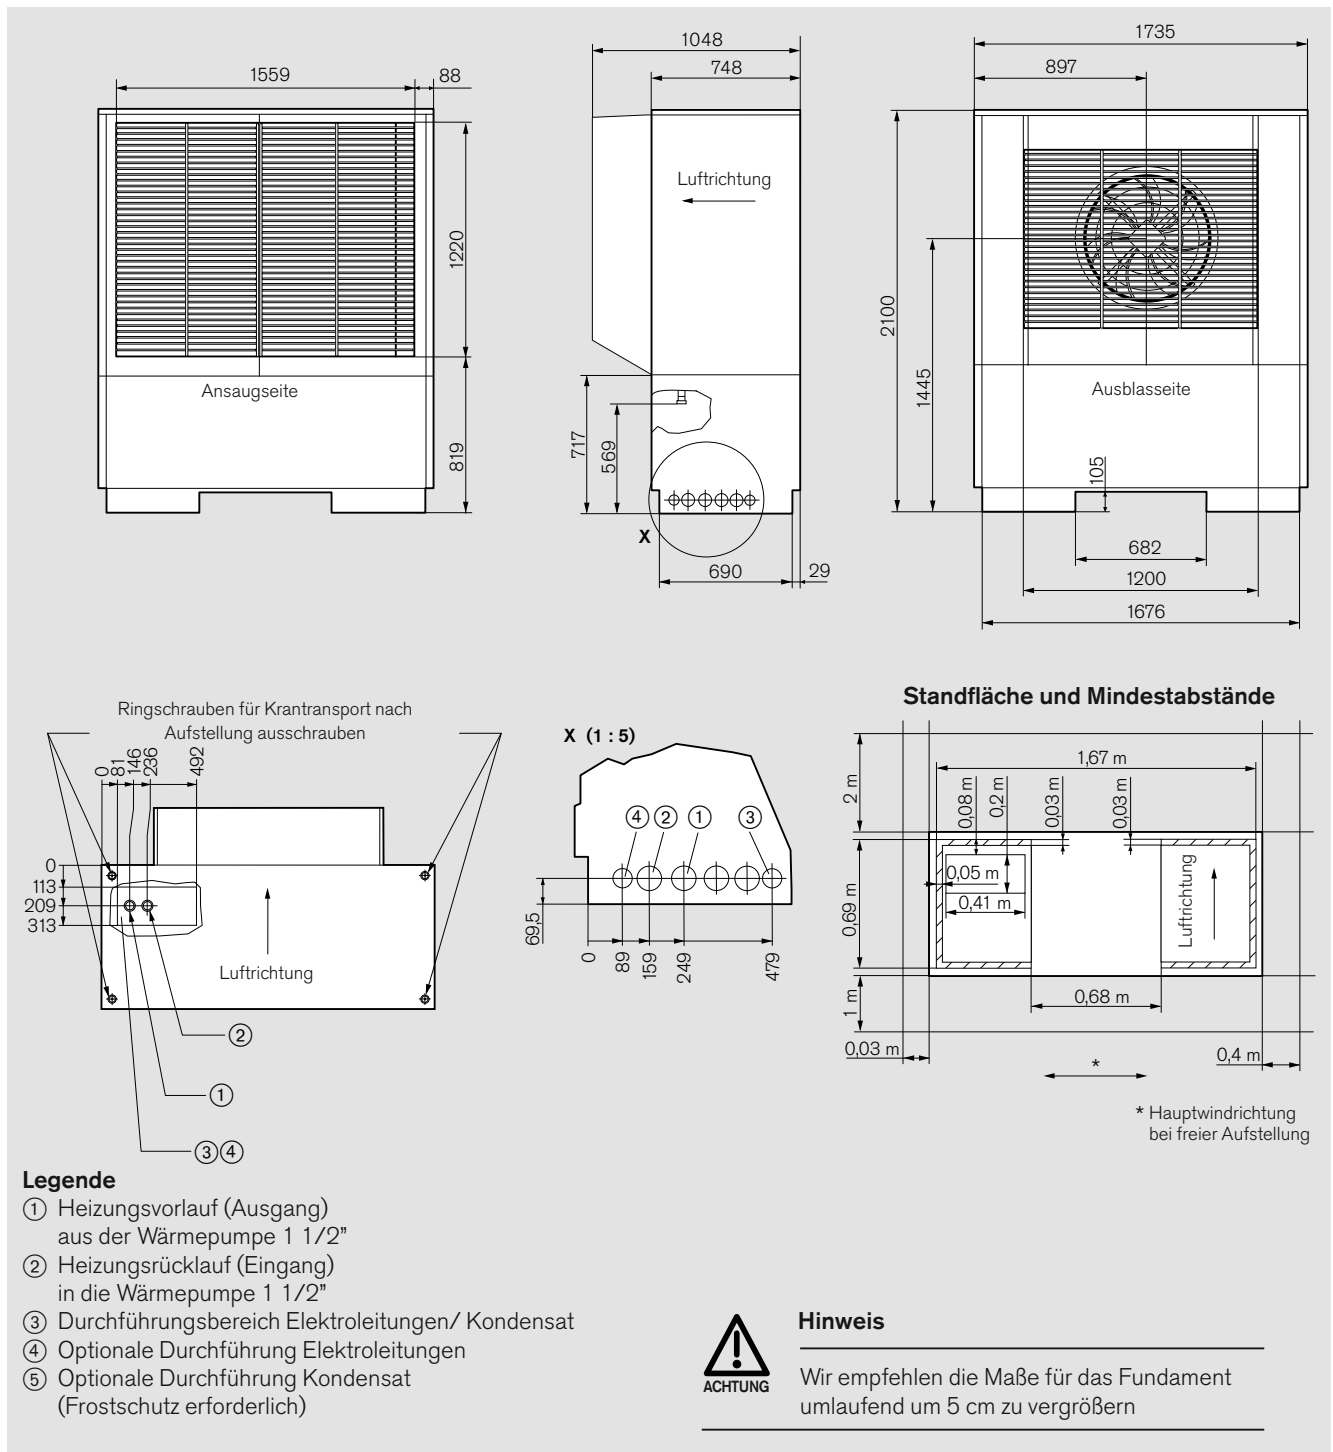 1559
88
1220
819
Ansaugseite
1048
748
Luftrichtung
717
569
X
690
29
1735
897
2100
1445
105
Ausblasseite
682
1200
1676
Ringschrauben für Krantransport nach
Aufstellung ausschrauben
0
81
146
236
492
0
113
209
313
Luftrichtung
2
1
3 4
X (1 : 5)
4 2 1 3
69,5
0
89
159
249
479
Standfläche und Mindestabstände
2 m
1,67 m
0,08 m
0,2 m
0,03 m
0,03 m
0,05 m
0,41 m
0,69 m
Luftrichtung
0,68 m
1 m
0,03 m
0,4 m
*
* Hauptwindrichtung
bei freier Aufstellung
Legende
1 Heizungsvorlauf (Ausgang)
aus der Wärmepumpe 1 1/2"
2 Heizungsrücklauf (Eingang)
in die Wärmepumpe 1 1/2"
3 Durchführungsbereich Elektroleitungen/ Kondensat
4 Optionale Durchführung Elektroleitungen
5 Optionale Durchführung Kondensat
(Frostschutz erforderlich)
ACHTUNG
Hinweis
Wir empfehlen die Maße für das Fundament
umlaufend um 5 cm zu vergrößern